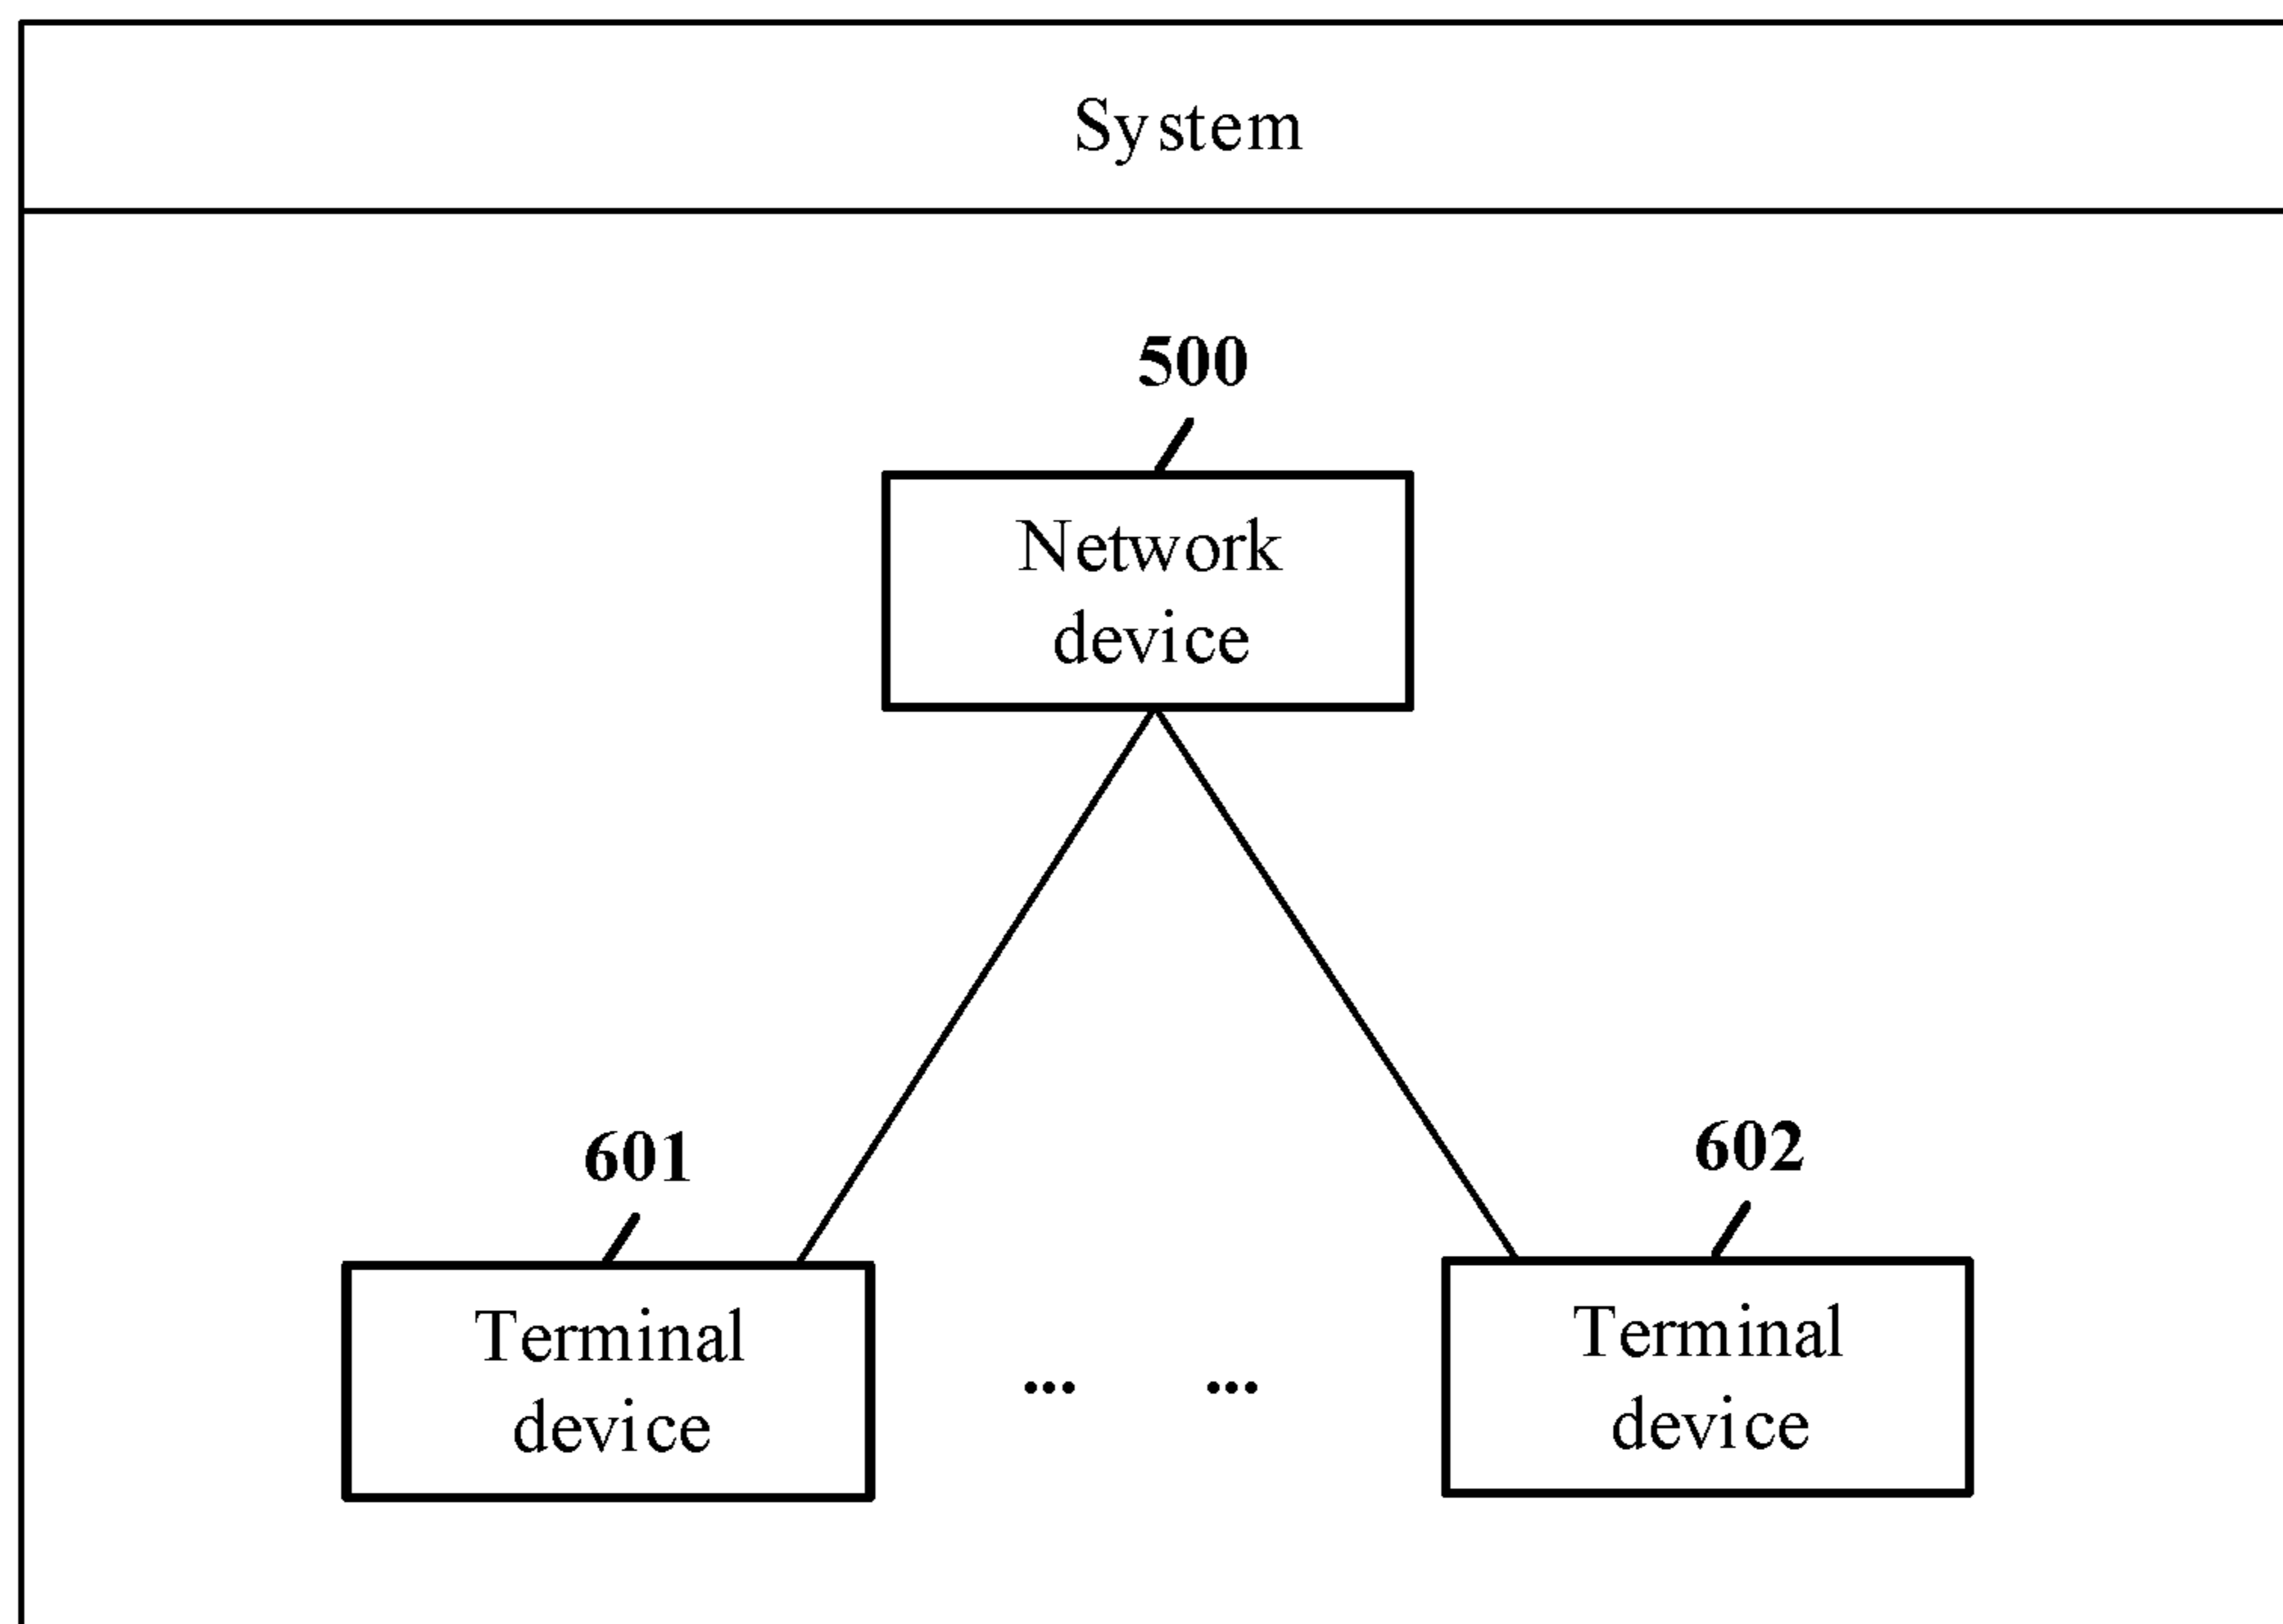 System
500
Network
device
601
602
Terminal
device
... ...
Terminal
device